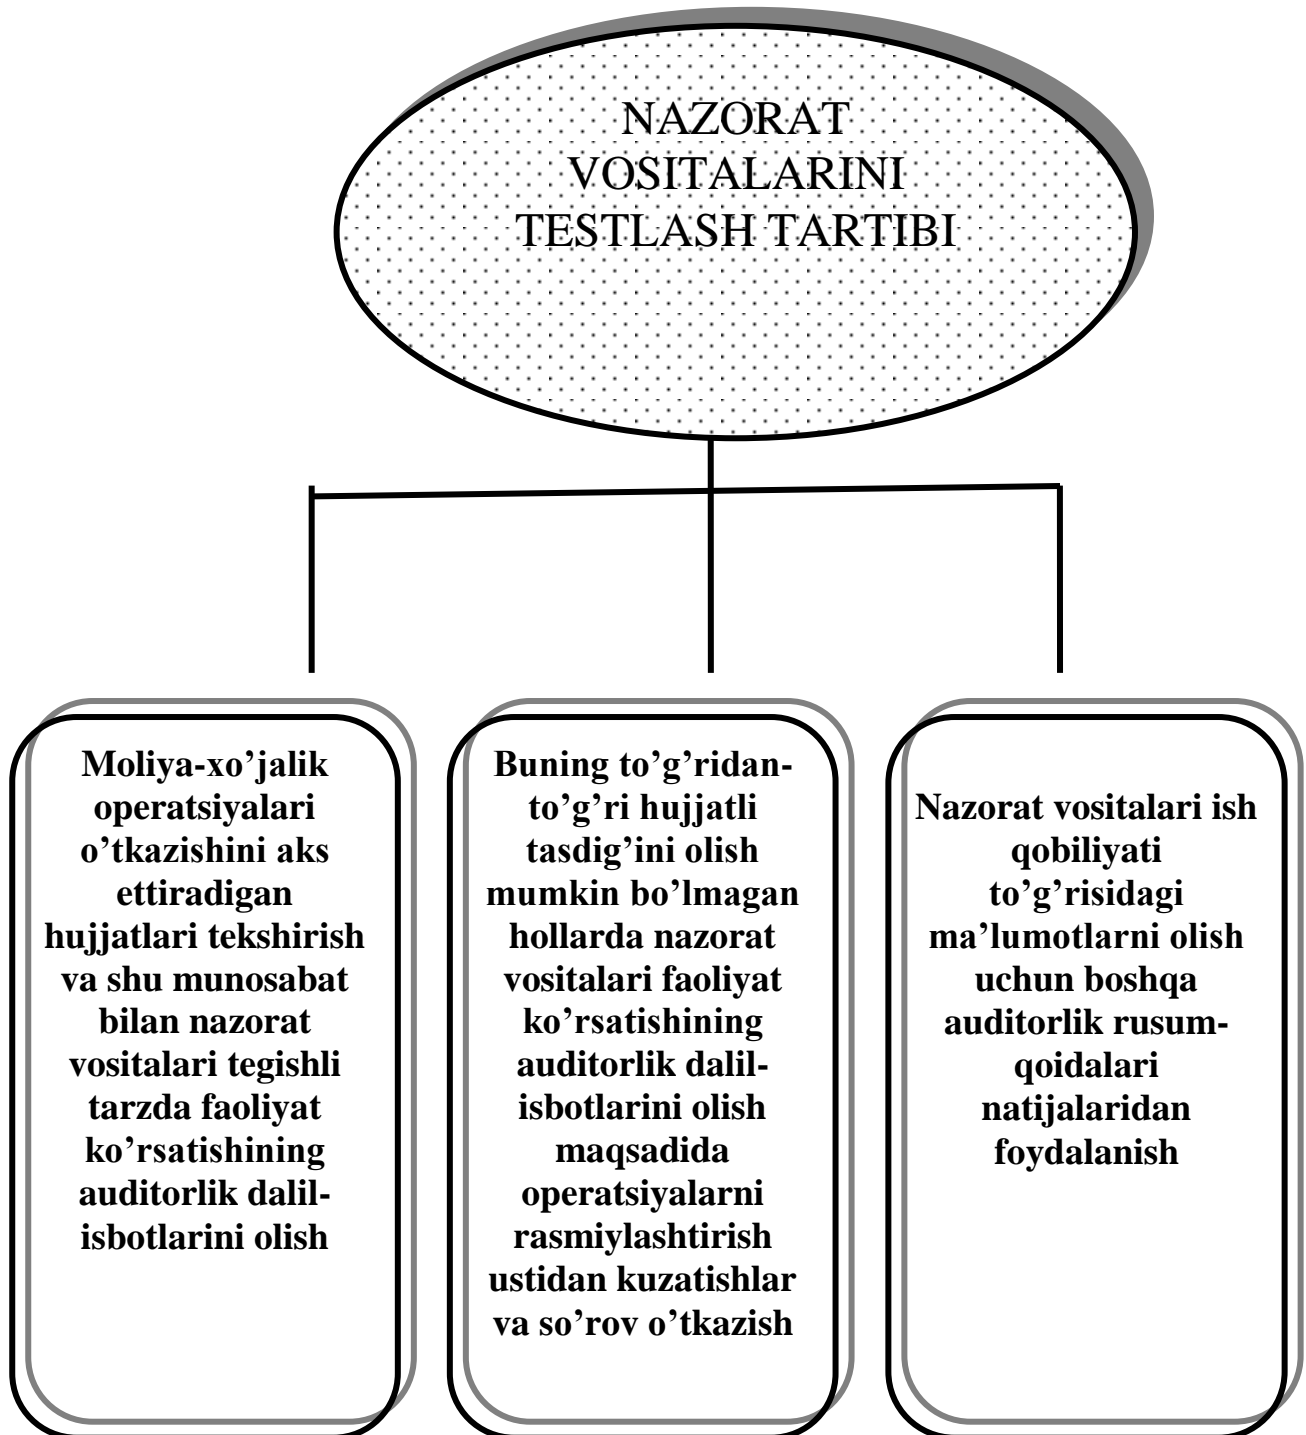 NAZORAT
VOSITALARINI
TESTLASH TARTIBI
Moliya-xo’jalik
operatsiyalari
o’tkazishini aks
ettiradigan
hujjatlari tekshirish
va shu munosabat
bilan nazorat
vositalari tegishli
tarzda faoliyat
ko’rsatishining
auditorlik dalil-
isbotlarini olish
Buning to’g’ridan-
to’g’ri hujjatli
tasdig’ini olish
mumkin bo’lmagan
hollarda nazorat
vositalari faoliyat
ko’rsatishining
auditorlik dalil-
isbotlarini olish
maqsadida
operatsiyalarni
rasmiylashtirish
ustidan kuzatishlar
va so’rov o’tkazish
Nazorat vositalari ish
qobiliyati
to’g’risidagi
ma’lumotlarni olish
uchun boshqa
auditorlik rusum-
qoidalari
natijalaridan
foydalanish